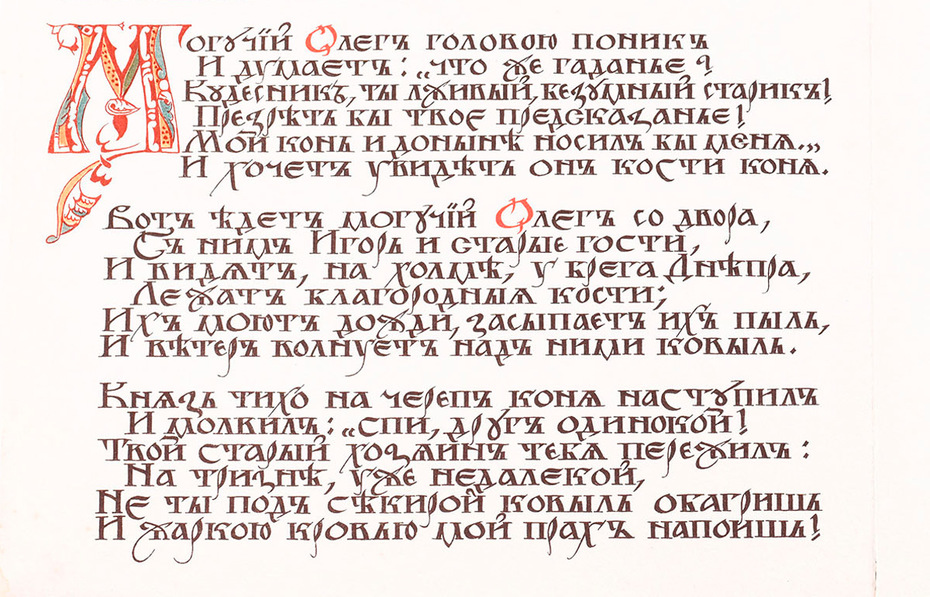 Могучій Олегъ головою поникъ
И думаетъ: „что же гаданье?
Кудесникъ, ты лживый, безумный старикъ!
Презрѣть бы твое предсказанье!
Мой конь и донынѣ носилъ бы меня.„
И хочетъ увидѣть онъ кости коня.
Вотъ ѣдетъ могучій Олегъ со двора,
Съ нимъ Игорь и старые гости,
И видятъ, на холмѣ, у брега Днѣпра,
Лежатъ благородныя кости;
Ихъ моютъ дожди, засыпаетъ ихъ пыль,
И вѣтеръ волнуетъ надъ ними ковыль.
Князь тихо на черепъ коня наступилъ
И молвилъ: „спи, другъ одинокой!
Твой старый хозяинъ тебя пережилъ:
На тризнѣ, уже недалекой,
Не ты подъ сѣкирой ковыль обагришь
И жаркою кровью мой прахъ напоишь!